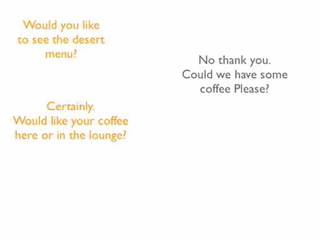 Would you like
to see the desert
menu?
No thank you.
Could we have some
coffee Please?
Certainly.
Would like your coffee
here or in the lounge?